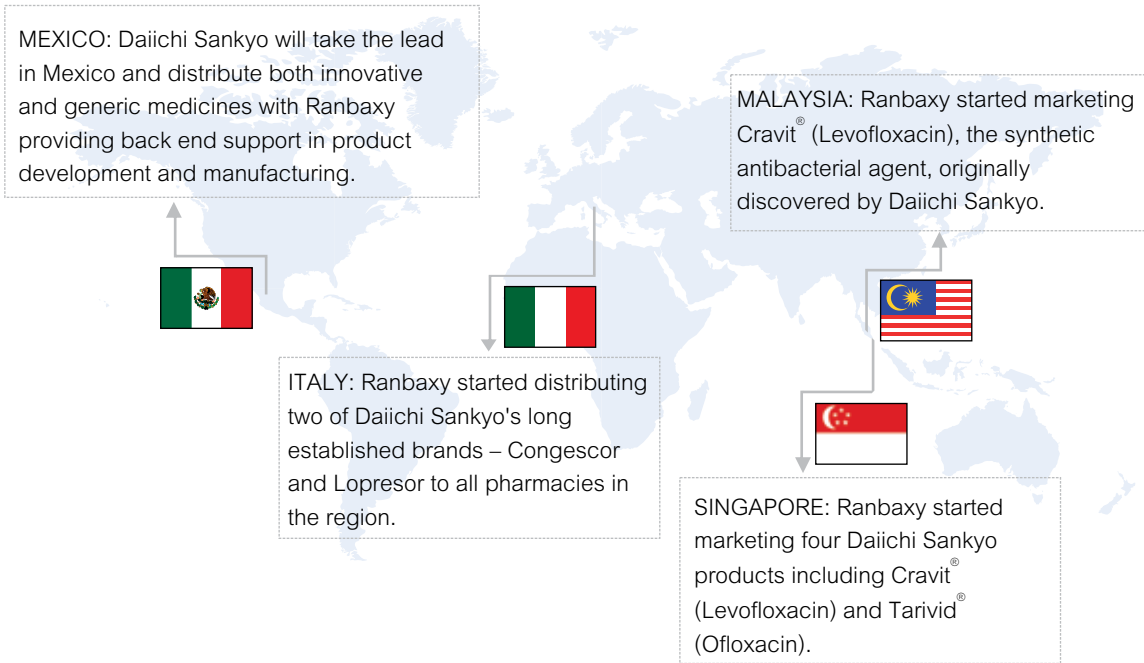 MEXICO: Daiichi Sankyo will take the lead
in Mexico and distribute both innovative
and generic medicines with Ranbaxy
providing back end support in product
development and manufacturing.
MALAYSIA: Ranbaxy started marketing
Cravit® (Levofloxacin), the synthetic
antibacterial agent, originally
discovered by Daiichi Sankyo.
ITALY: Ranbaxy started distributing
two of Daiichi Sankyo's long
established brands – Congescor
and Lopresor to all pharmacies in
the region.
SINGAPORE: Ranbaxy started
marketing four Daiichi Sankyo
products including Cravit®
(Levofloxacin) and Tarivid®
(Ofloxacin).